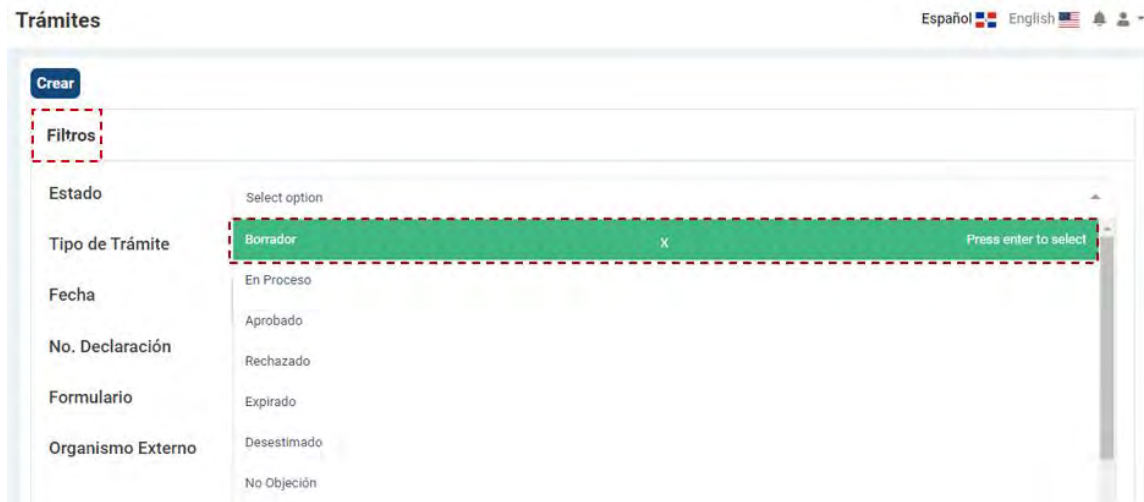 Trámites
Español English
Crear
Filtros
Estado
Select option
Tipo de Trámite
Borrador x Press enter to select
Fecha
En Proceso
Aprobado
No. Declaración
Rechazado
Formulario
Expirado
Organismo Externo
Desestimado
No Objeción